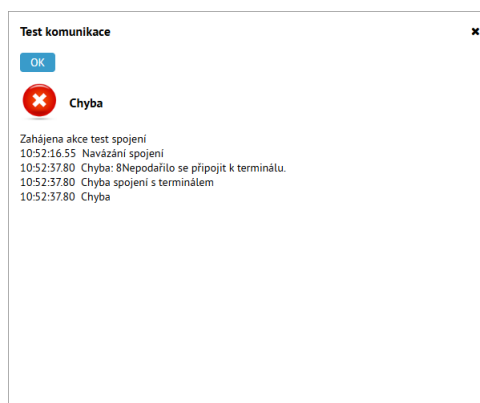 Test komunikace
OK
Chyba
Zahájena akce test spojení
10:52:16.55 Navázání spojení
10:52:37.80 Chyba: 8Nepodařilo se připojit k terminálu.
10:52:37.80 Chyba spojení s terminálem
10:52:37.80 Chyba